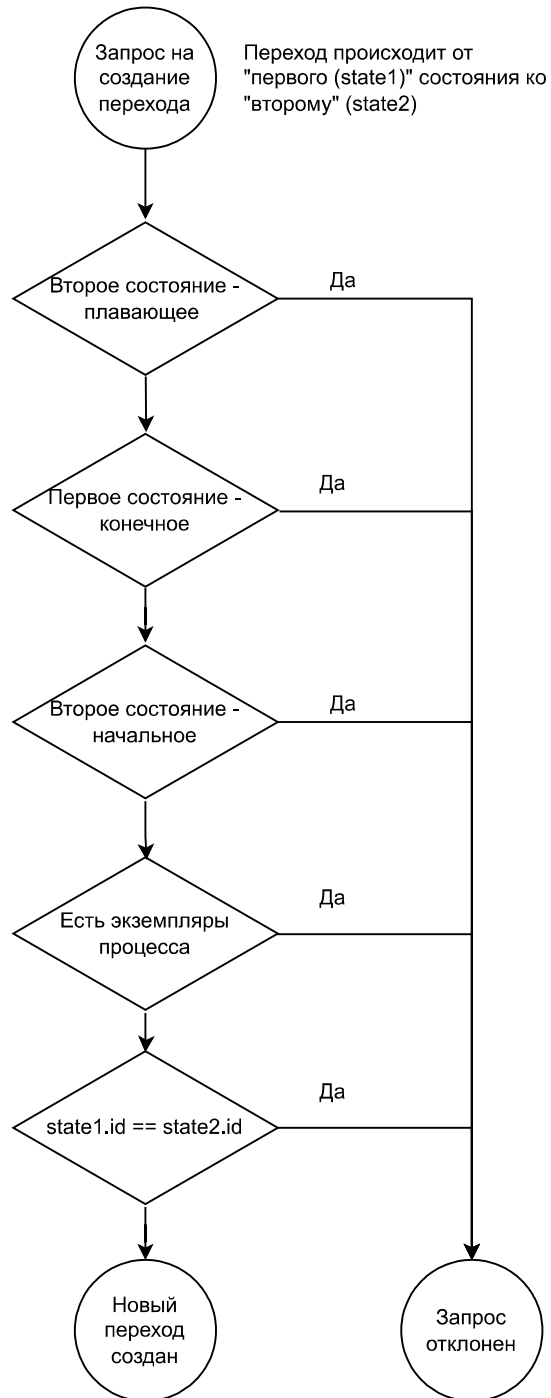 Запрос на
создание
перехода
Переход происходит от
"первого (state1)" состояния ко
"второму" (state2)
Второе состояние -
плавающее
Да
Первое состояние -
конечное
Да
Второе состояние -
начальное
Да
Есть экземпляры
процесса
Да
state1.id == state2.id
Да
Новый
переход
создан
Запрос
отклонен